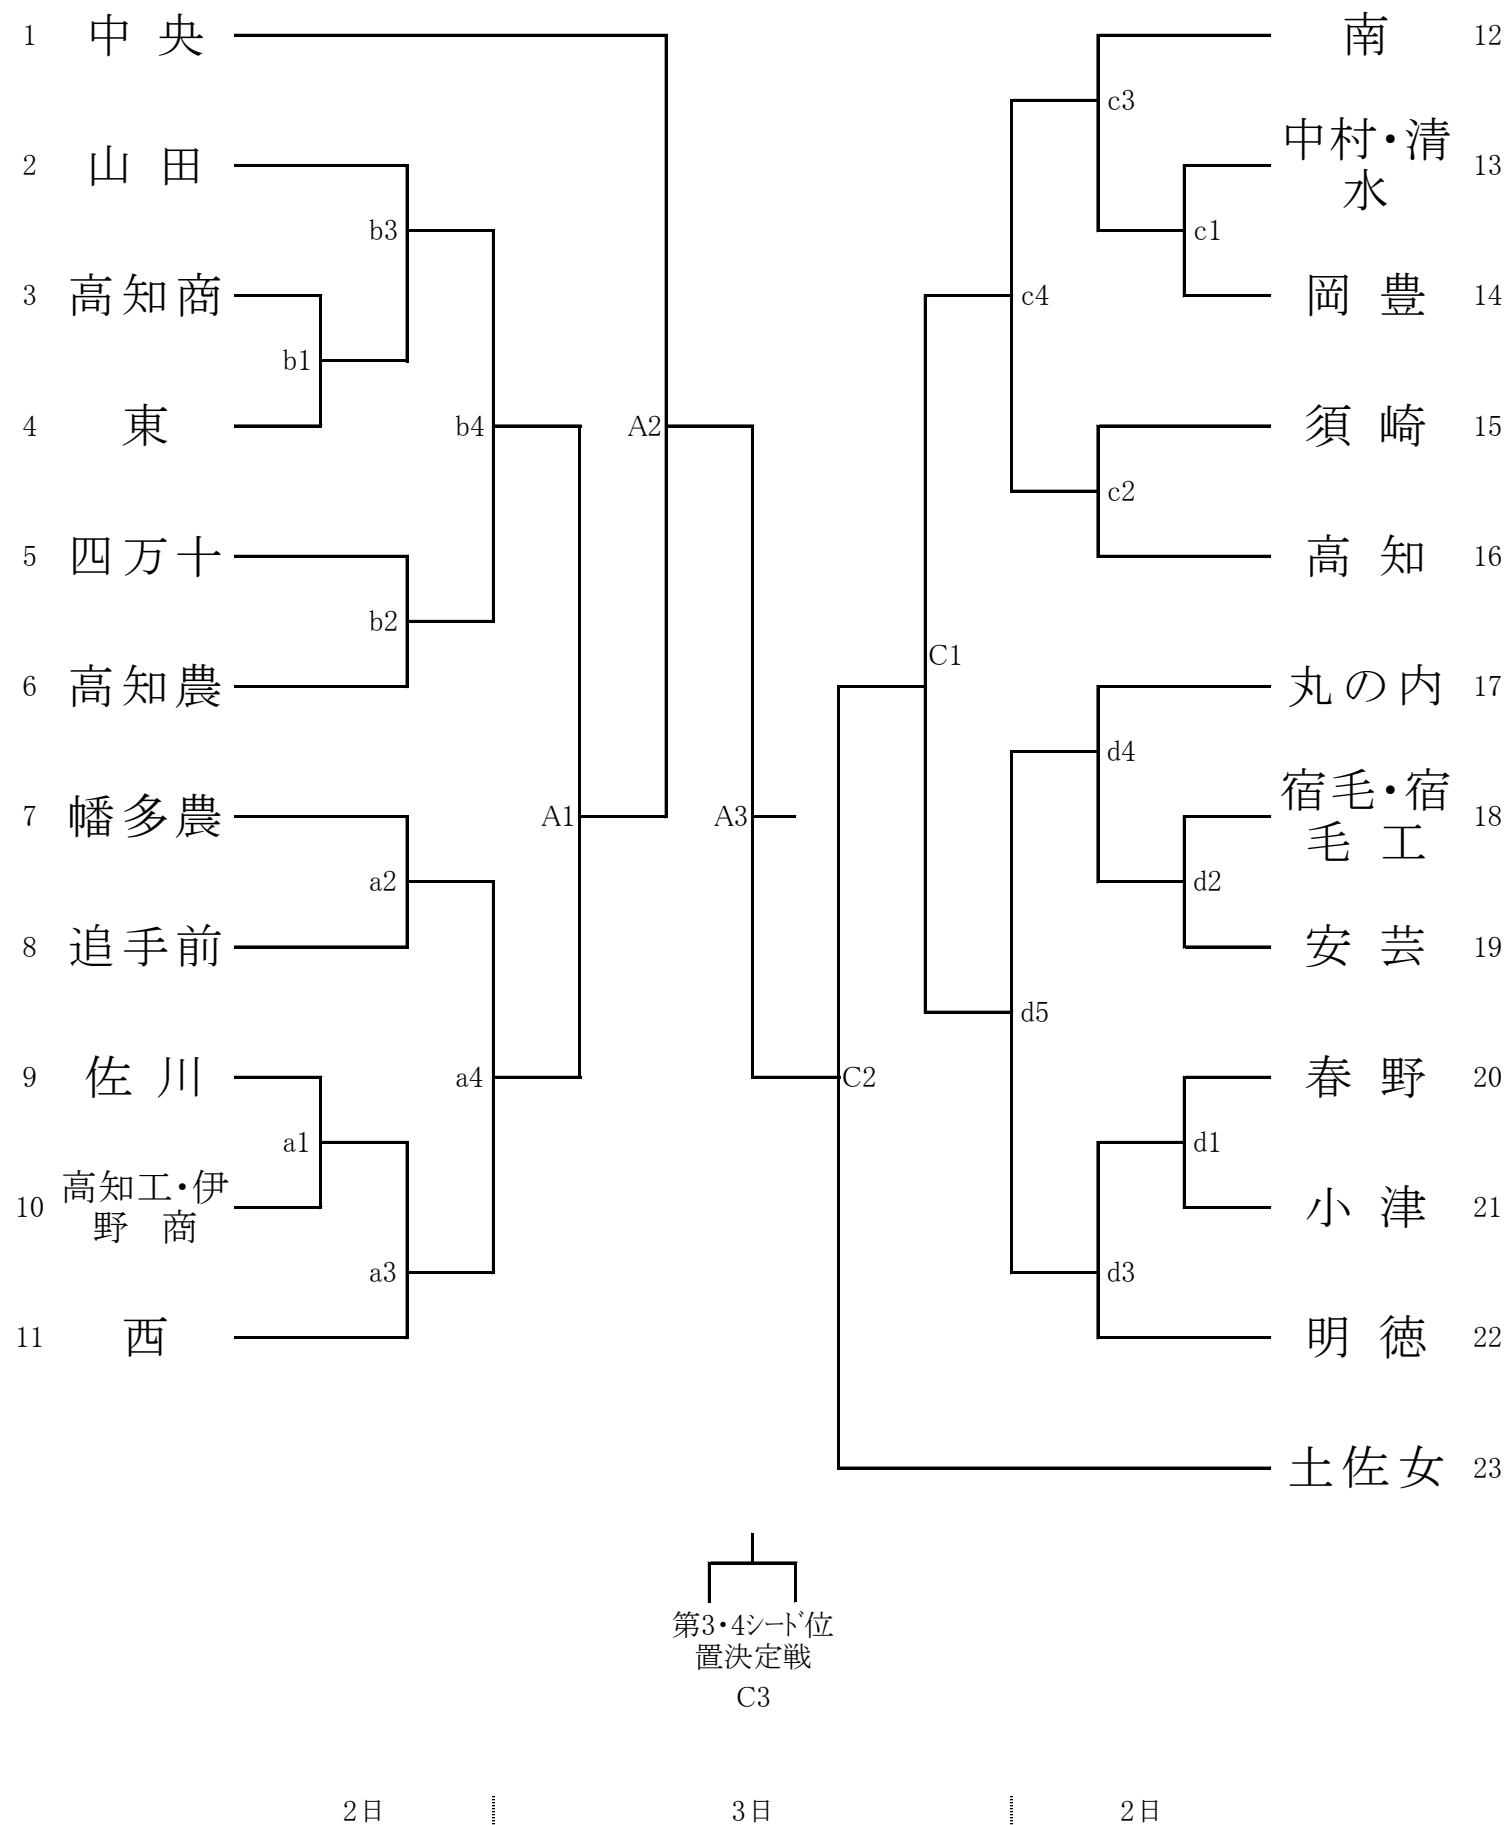 1 中央
2 山田
b3
3 高知商
b1
4 東
b4
A2
5 四万十
b2
6 高知農
7 幡多農
A1
A3
a2
8 追手前
9 佐川
a4
a1
10 高知工・伊
野商
a3
11 西
南 12
c3
中村・清
水 13
c1
岡豊 14
c4
須崎 15
c2
高知 16
C1
丸の内 17
d4
宿毛・宿
毛工 18
d2
安芸 19
d5
C2
春野 20
d1
小津 21
d3
明徳 22
土佐女 23
第3・4ｼｰﾄﾞ位
置決定戦
C3
2日 3日 2日